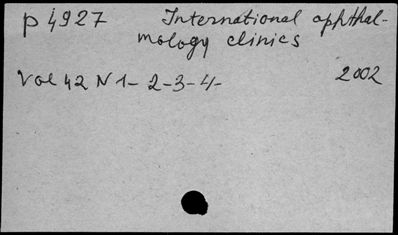 p 4927 International ophthal-
mology clinics
Vol 42 N 1- 2-3-4- 2002